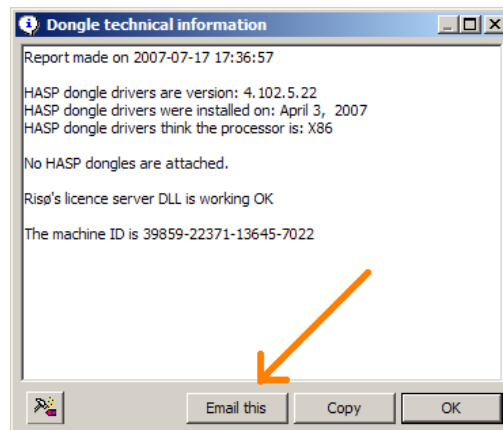 Dongle technical information
Report made on 2007-07-17 17:36:57
HASP dongle drivers are version: 4.102.5.22
HASP dongle drivers were installed on: April 3,  2007
HASP dongle drivers think the processor is: X86
No HASP dongles are attached.
Risø's licence server DLL is working OK
The machine ID is 39859-22371-13645-7022
Email this
Copy
OK